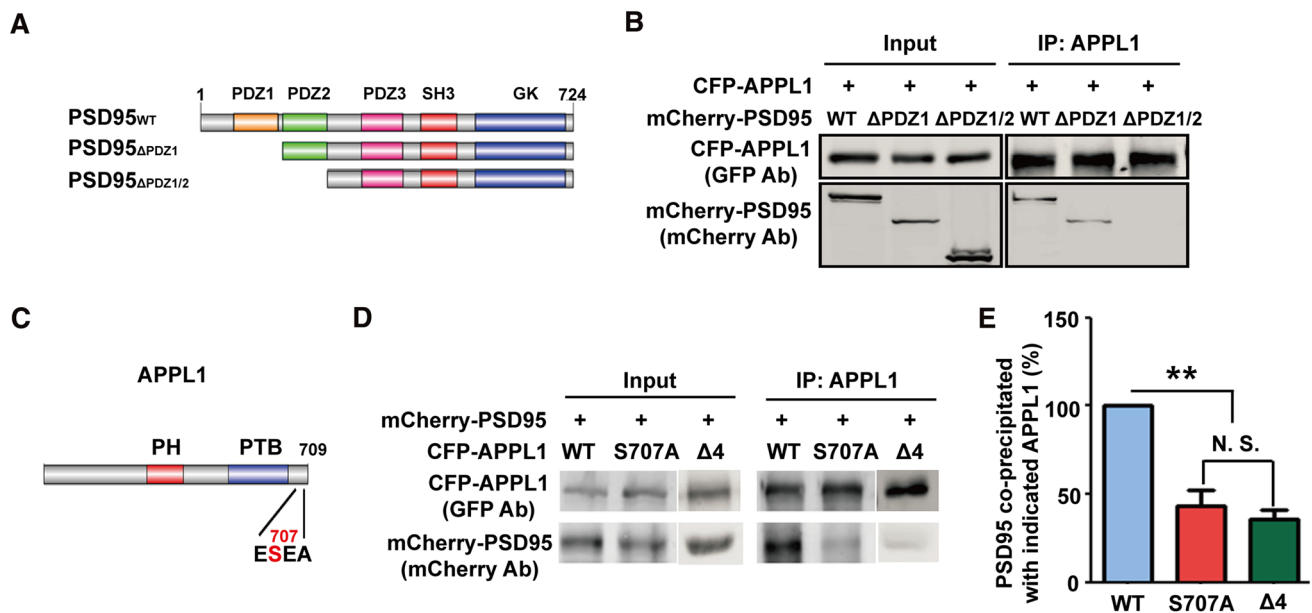 A
1 PDZ1 PDZ2 PDZ3 SH3 GK 724
PSD95WT
PSD95ΔPDZ1
PSD95ΔPDZ1/2
B
Input IP: APPL1
CFP-APPL1 + + + + + +
mCherry-PSD95 WT ΔPDZ1 ΔPDZ1/2 WT ΔPDZ1 ΔPDZ1/2
CFP-APPL1
(GFP Ab)
mCherry-PSD95
(mCherry Ab)
C
APPL1
PH PTB 709
707
ESEA
D
Input IP: APPL1
mCherry-PSD95 + + + + + +
CFP-APPL1 WT S707A Δ4 WT S707A Δ4
CFP-APPL1
(GFP Ab)
mCherry-PSD95
(mCherry Ab)
E
PSD95 co-precipitated
with indicated APPL1 (%)
150
100
50
0
**
N. S.
WT S707A Δ4